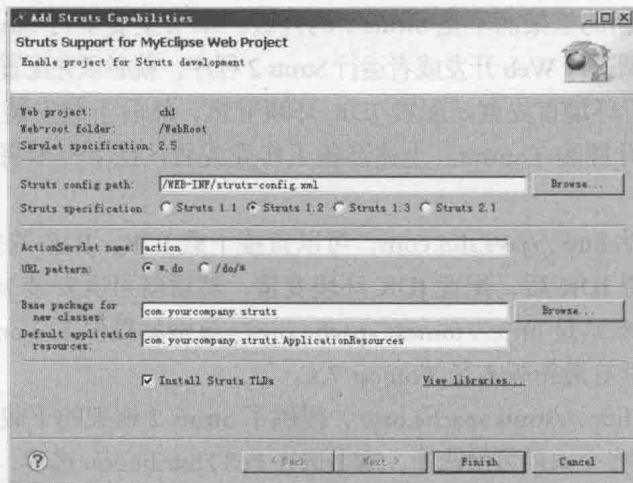 Add Struts Capabilities
Struts Support for MyEclipse Web Project
Enable project for Struts development
Web project: ch1
Web-root folder: /WebRoot
Servlet specification: 2.5
Struts config path: /WEB-INF/struts-config.xml Browse...
Struts specification: Struts 1.1 Struts 1.2 Struts 1.3 Struts 2.1
ActionServlet name: action
URL pattern: *.do /do/*
Base package for new classes: com.yourcompany.struts Browse...
Default application resources: com.yourcompany.struts.ApplicationResources
Install Struts TLDs View libraries...
? < Back Next > Finish Cancel